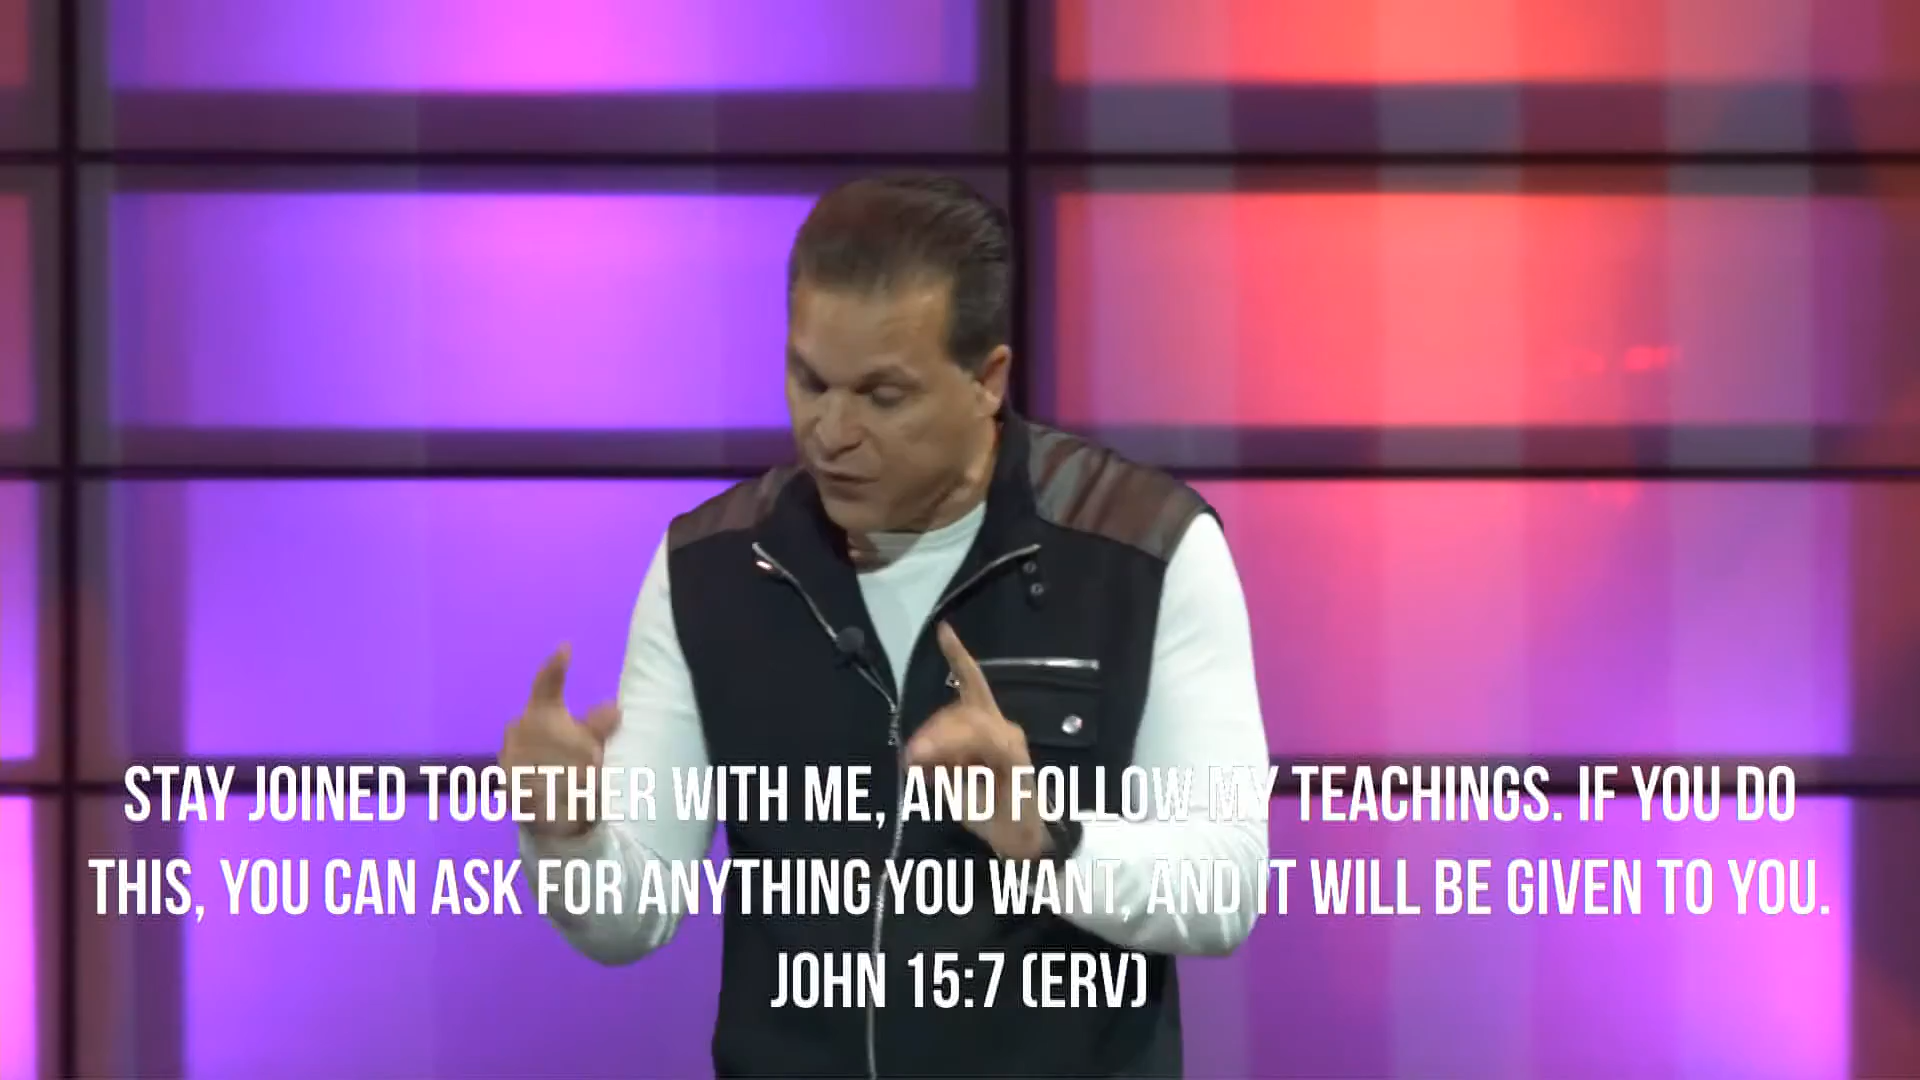 STAY JOINED TOGETHER WITH ME, AND FOLLOW MY TEACHINGS. IF YOU DO
THIS, YOU CAN ASK FOR ANYTHING YOU WANT, AND IT WILL BE GIVEN TO YOU.
JOHN 15:7 (ERV)